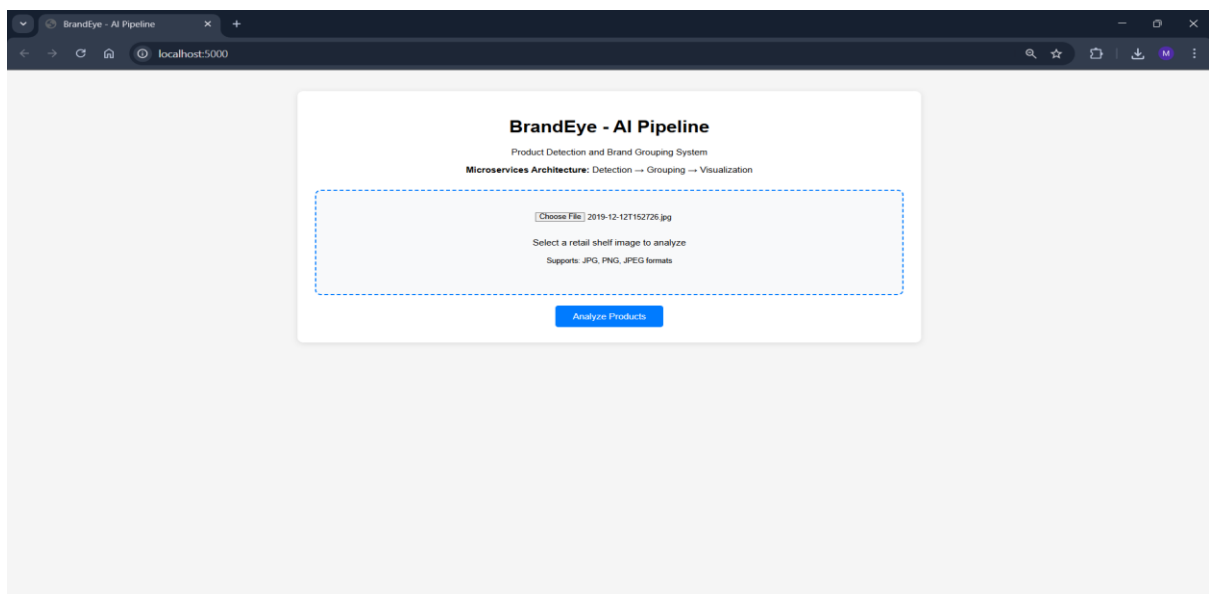 BrandEye - AI Pipeline
localhost:5000
M
BrandEye - AI Pipeline
Product Detection and Brand Grouping System
Microservices Architecture: Detection → Grouping → Visualization
Choose File 2019-12-12T152726.jpg
Select a retail shelf image to analyze
Supports: JPG, PNG, JPEG formats
Analyze Products